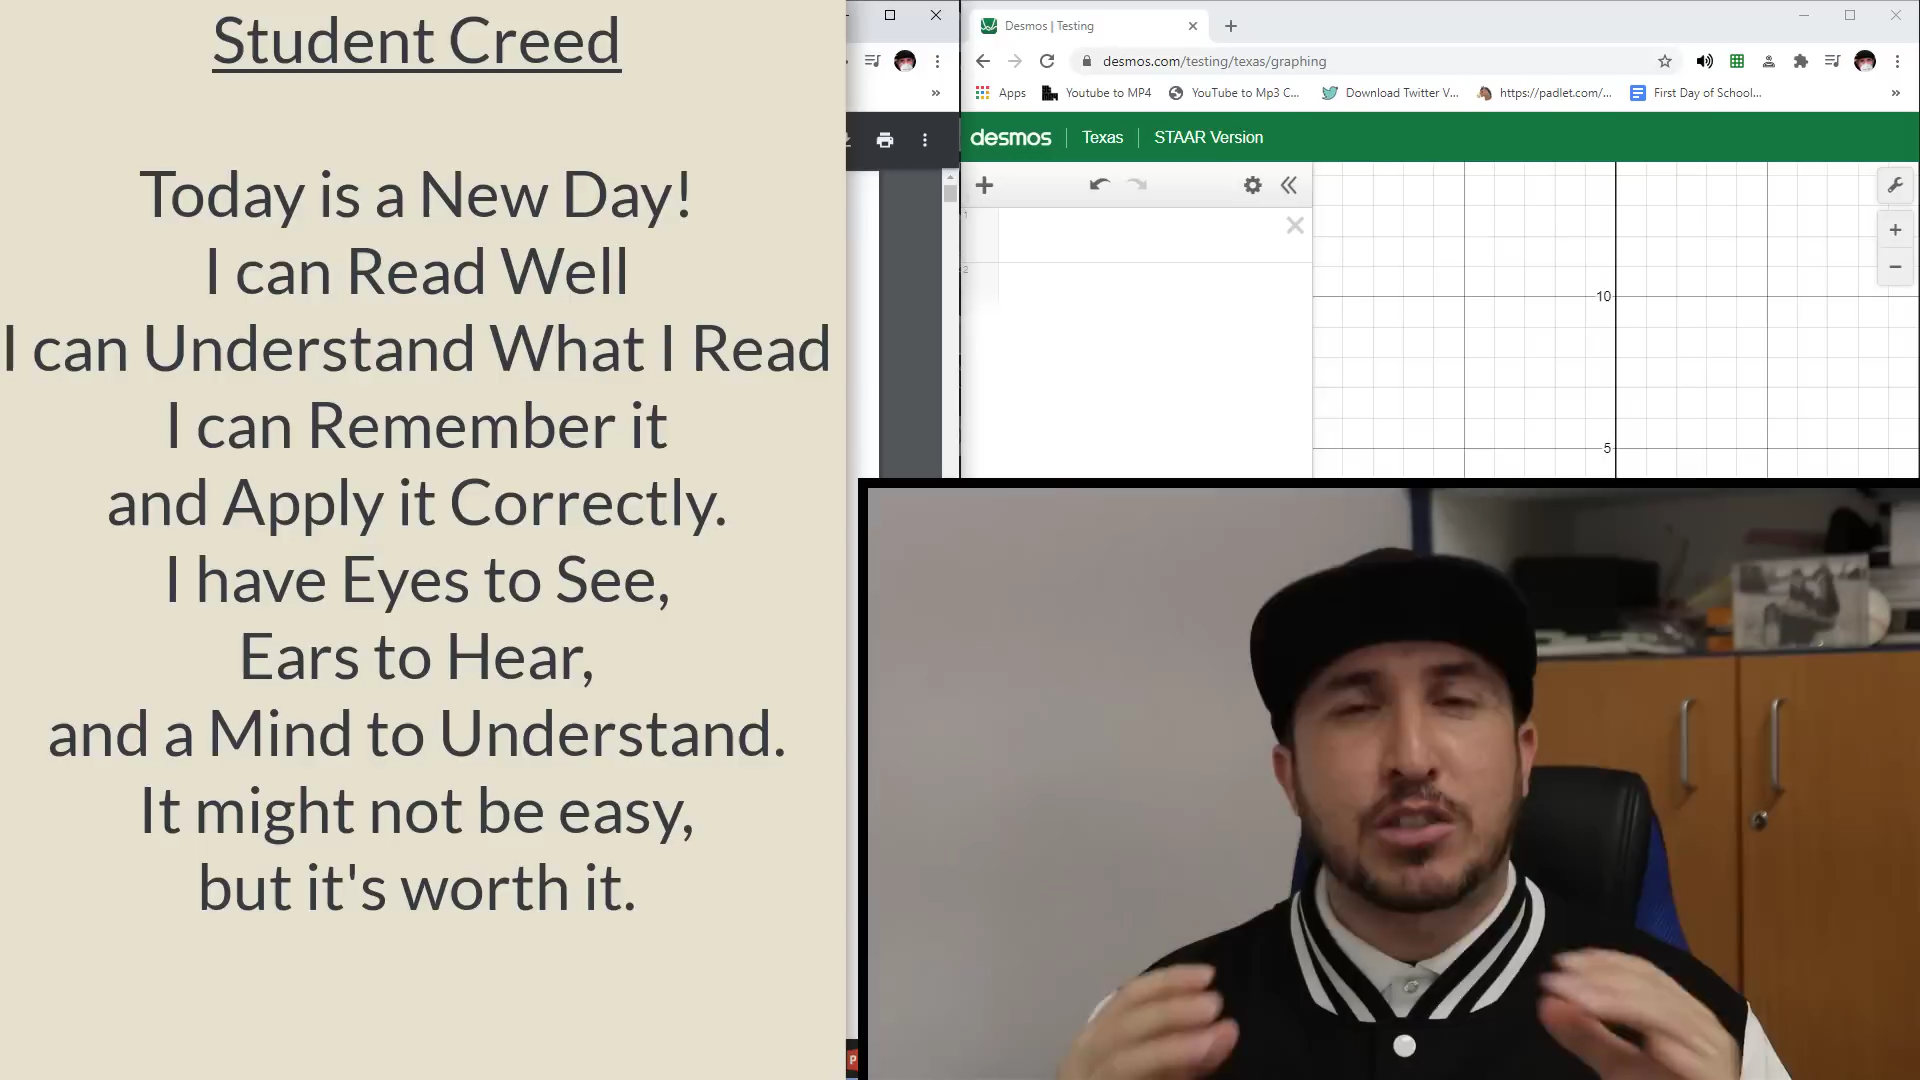 Student Creed
Today is a New Day!
I can Read Well
I can Understand What I Read
I can Remember it
and Apply it Correctly.
I have Eyes to See,
Ears to Hear,
and a Mind to Understand.
It might not be easy,
but it's worth it.
Desmos | Testing
desmos.com/testing/texas/graphing
Apps
Youtube to MP4
YouTube to Mp3 C...
Download Twitter V...
https://padlet.com/...
First Day of School...
desmos
Texas
STAAR Version
1
2
10
5
P